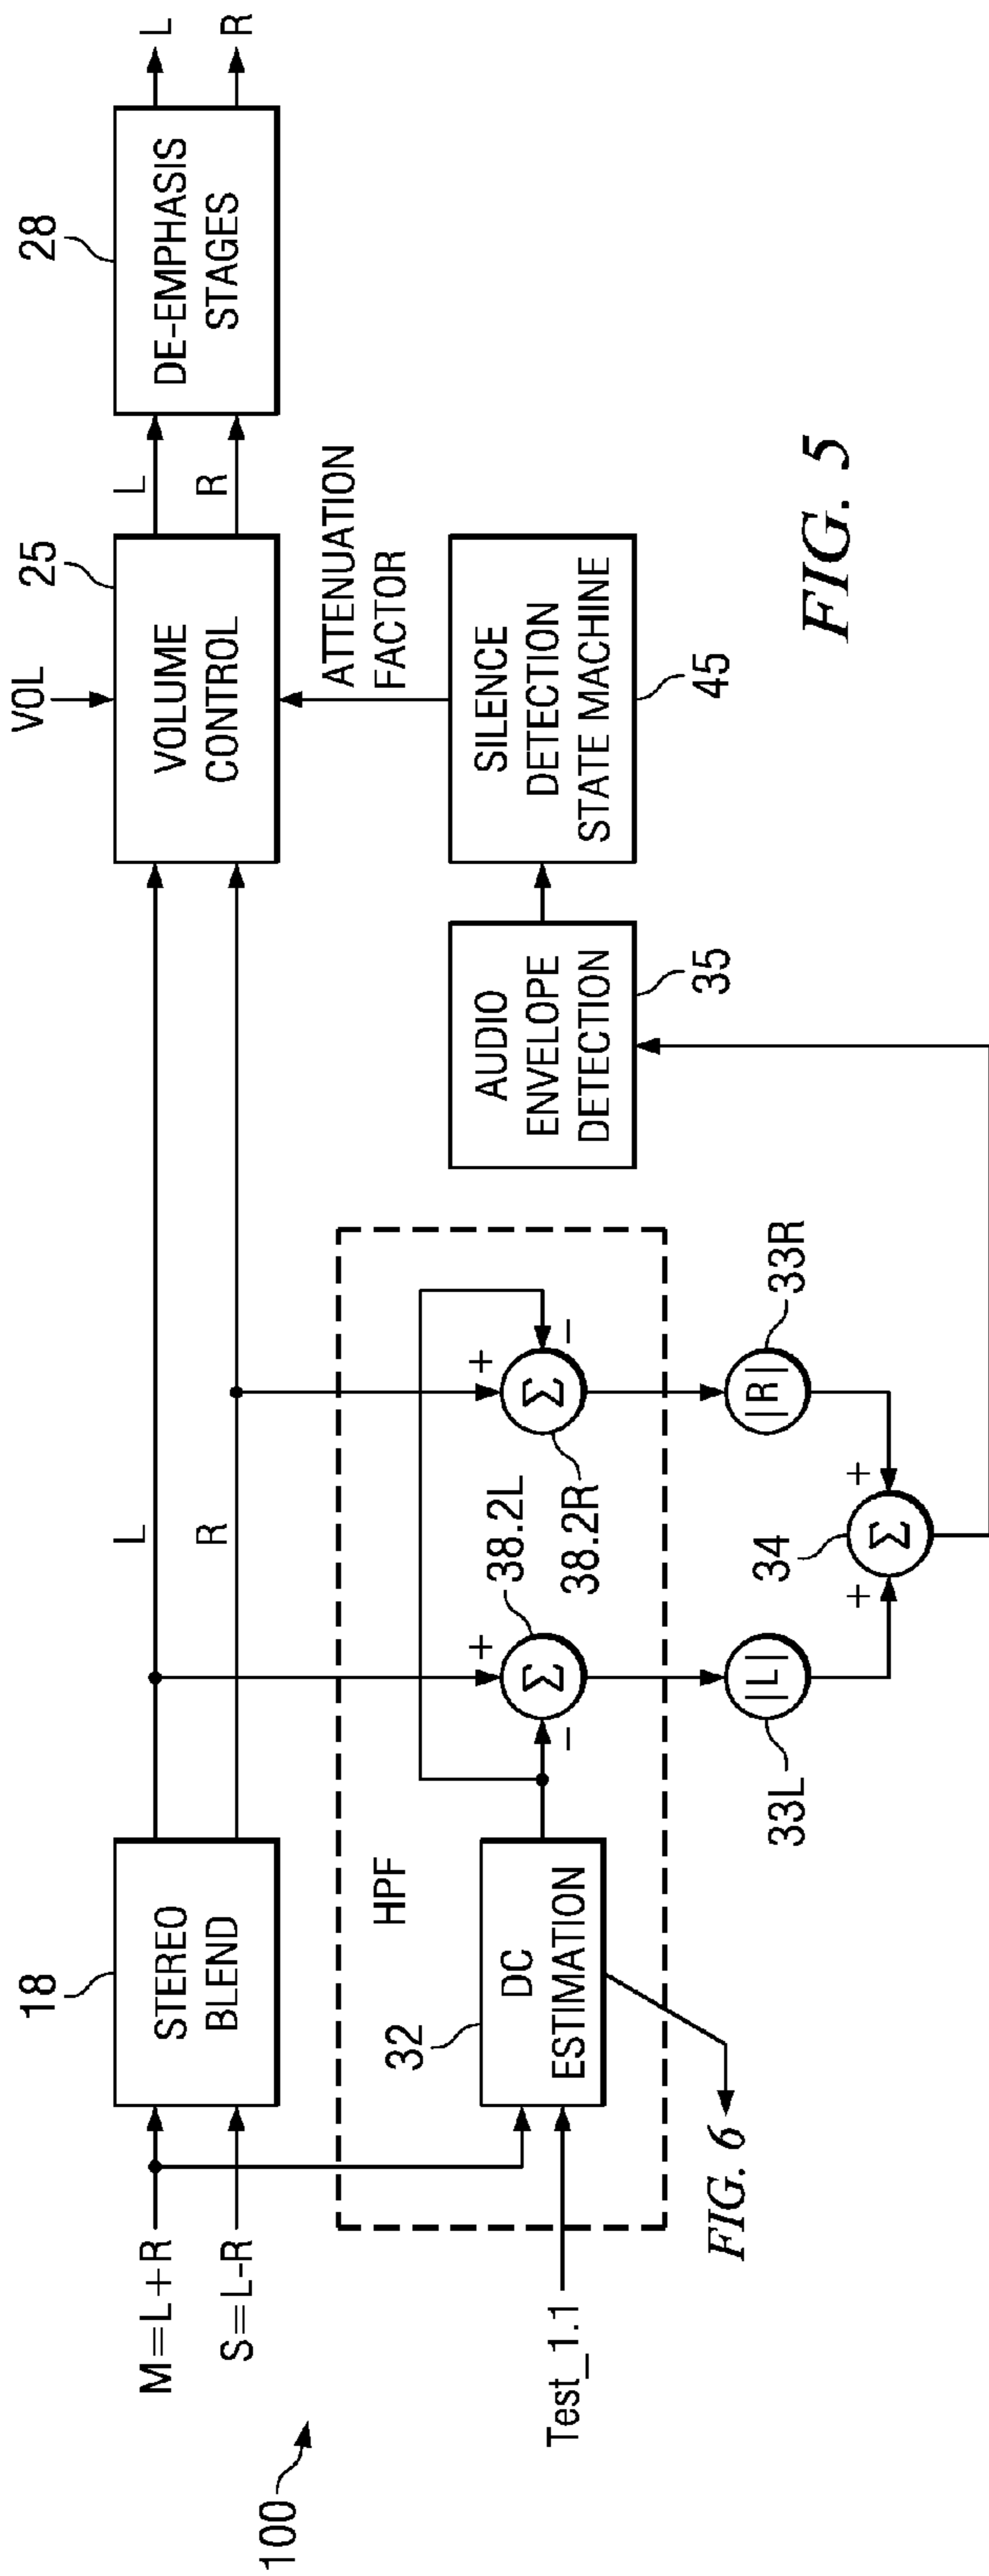 100
M=L+R
S=L-R
Test_1.1
18
STEREO
BLEND
L
R
VOL
25
VOLUME
CONTROL
L
R
28
DE-EMPHASIS
STAGES
L
R
ATTENUATION
FACTOR
HPF
32
DC
ESTIMATION
FIG. 6
+
Σ
−
38.2L
+
Σ
−
38.2R
AUDIO
ENVELOPE
DETECTION
35
SILENCE
DETECTION
STATE MACHINE
45
|L|
33L
|R|
33R
34
+
Σ
+
FIG. 5